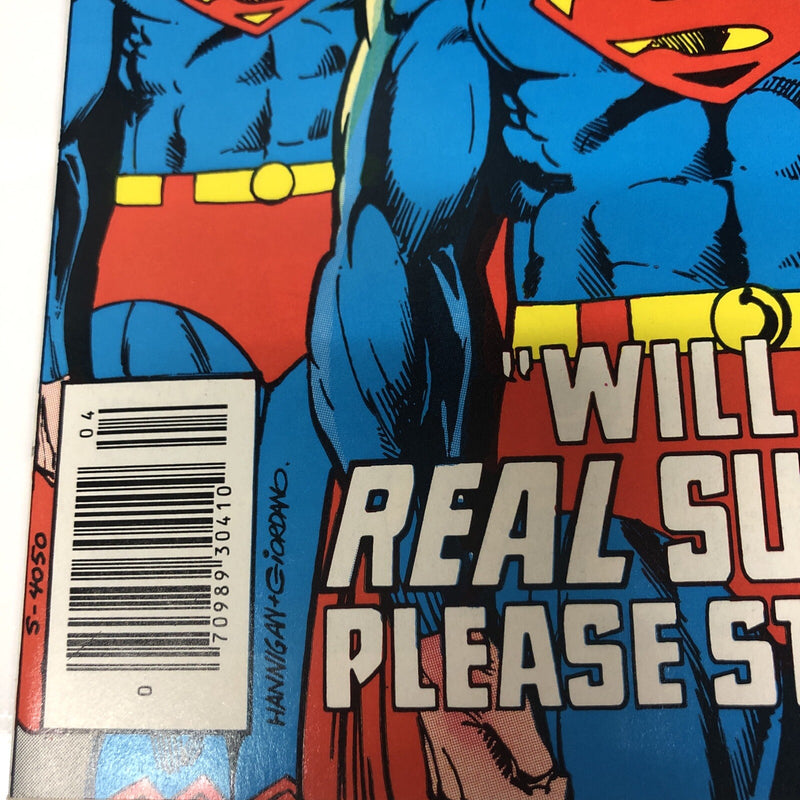 "WILL
REAL SU
PLEASE ST
04
0 70989 30410
S-4050
HANNIGAN + GIORDANO.